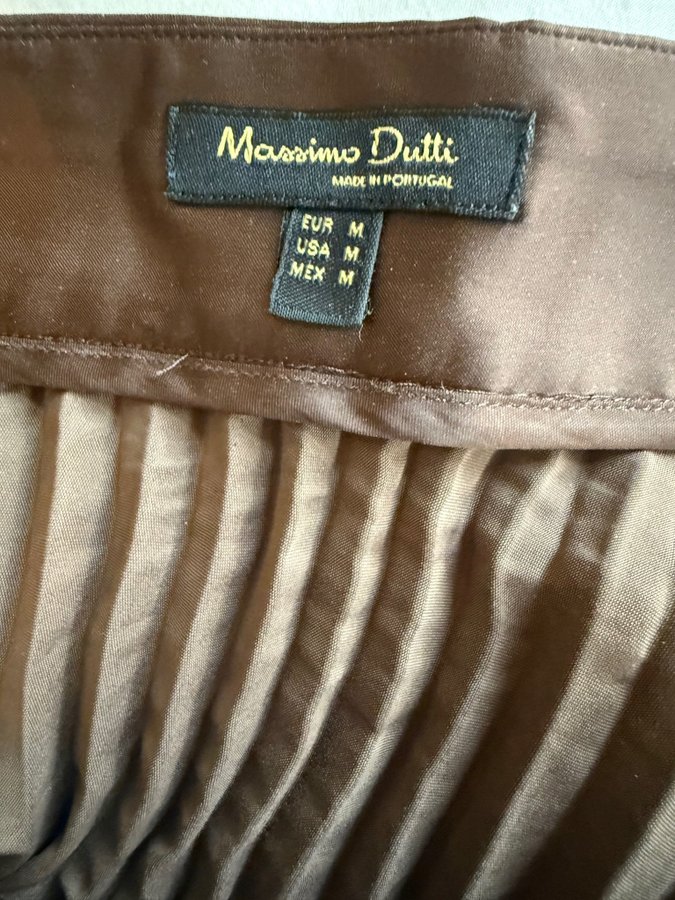 Massimo Dutti
MADE IN PORTUGAL
EUR M
USA M
MEX M